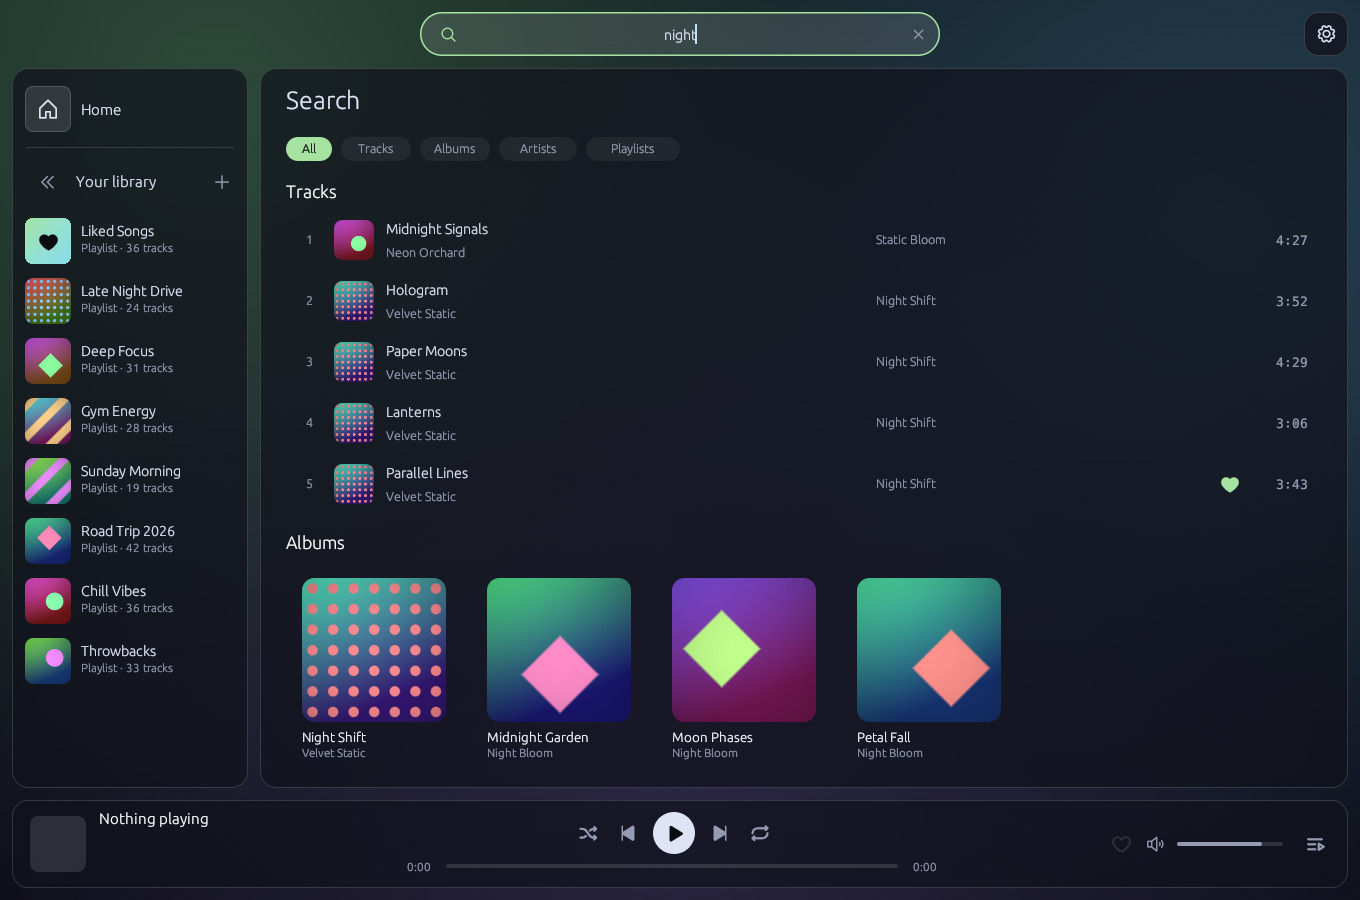 night
Home
Your library
Liked Songs
Playlist · 36 tracks
Late Night Drive
Playlist · 24 tracks
Deep Focus
Playlist · 31 tracks
Gym Energy
Playlist · 28 tracks
Sunday Morning
Playlist · 19 tracks
Road Trip 2026
Playlist · 42 tracks
Chill Vibes
Playlist · 36 tracks
Throwbacks
Playlist · 33 tracks
Search
All Tracks Albums Artists Playlists
Tracks
1 Midnight Signals Static Bloom 4:27
Neon Orchard
2 Hologram Night Shift 3:52
Velvet Static
3 Paper Moons Night Shift 4:29
Velvet Static
4 Lanterns Night Shift 3:06
Velvet Static
5 Parallel Lines Night Shift 3:43
Velvet Static
Albums
Night Shift
Velvet Static
Midnight Garden
Night Bloom
Moon Phases
Night Bloom
Petal Fall
Night Bloom
Nothing playing
0:00 0:00